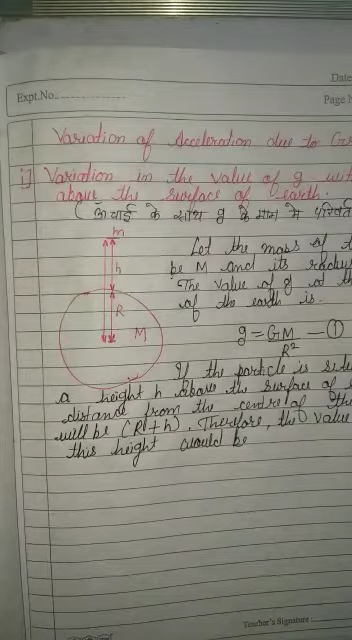 Date
Expt.No.
Page N
Variation of Acceleration due to Gr
i] Variation in the value of g wit
above the surface of earth.
( ऊंचाई के साथ g के मान में परिवर्त
m
h
R
M
Let the mass of t
be M and its radius
The value of g at th
of the earth is
g = GM/R² — ①
If the particle is
a height h above the surface of e
distance from the centre of the
will be (R+h). Therefore, the value
this height would be
Teacher's Signature :